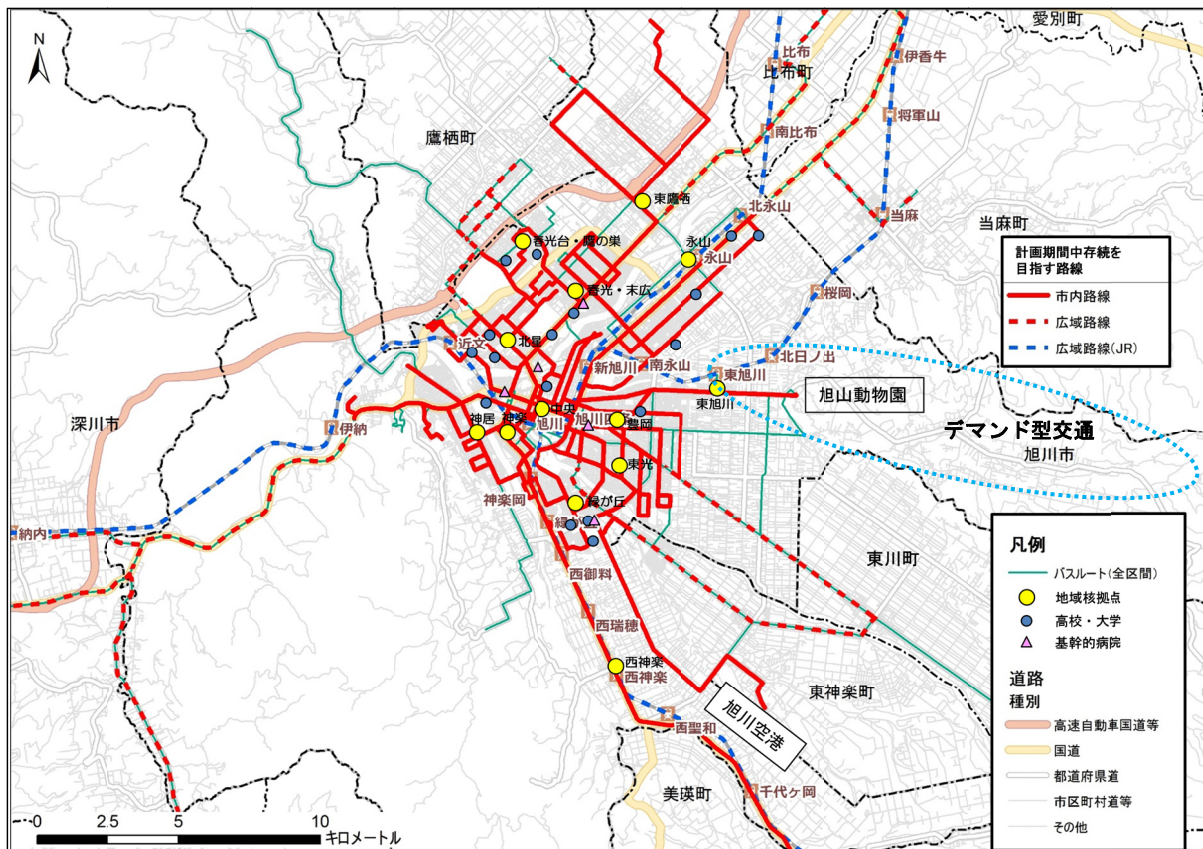 愛別町
N
比布
比布町
伊香牛
将軍山
鷹栖町
南比布
東鷹栖
北永山
当麻
当麻町
春光台・鷹の巣
永山
永山
計画期間中存続を
目指す路線
市内路線
広域路線
広域路線(JR)
春光・末広
桜岡
北星
近文
北日ノ出
新旭川
南永山
東旭川
東旭川
旭山動物園
中央
神居
神楽
旭川
旭川四条
豊岡
デマンド型交通
旭川市
深川市
伊納
東光
神楽岡
緑が丘
緑が丘
納内
西御料
東川町
凡例
バスルート(全区間)
地域核拠点
高校・大学
基幹的病院
西瑞穂
西神楽
西神楽
東神楽町
道路
種別
高速自動車国道等
国道
都道府県道
市区町村道等
その他
旭川空港
西聖和
美瑛町
千代ヶ岡
0 2.5 5 10
キロメートル